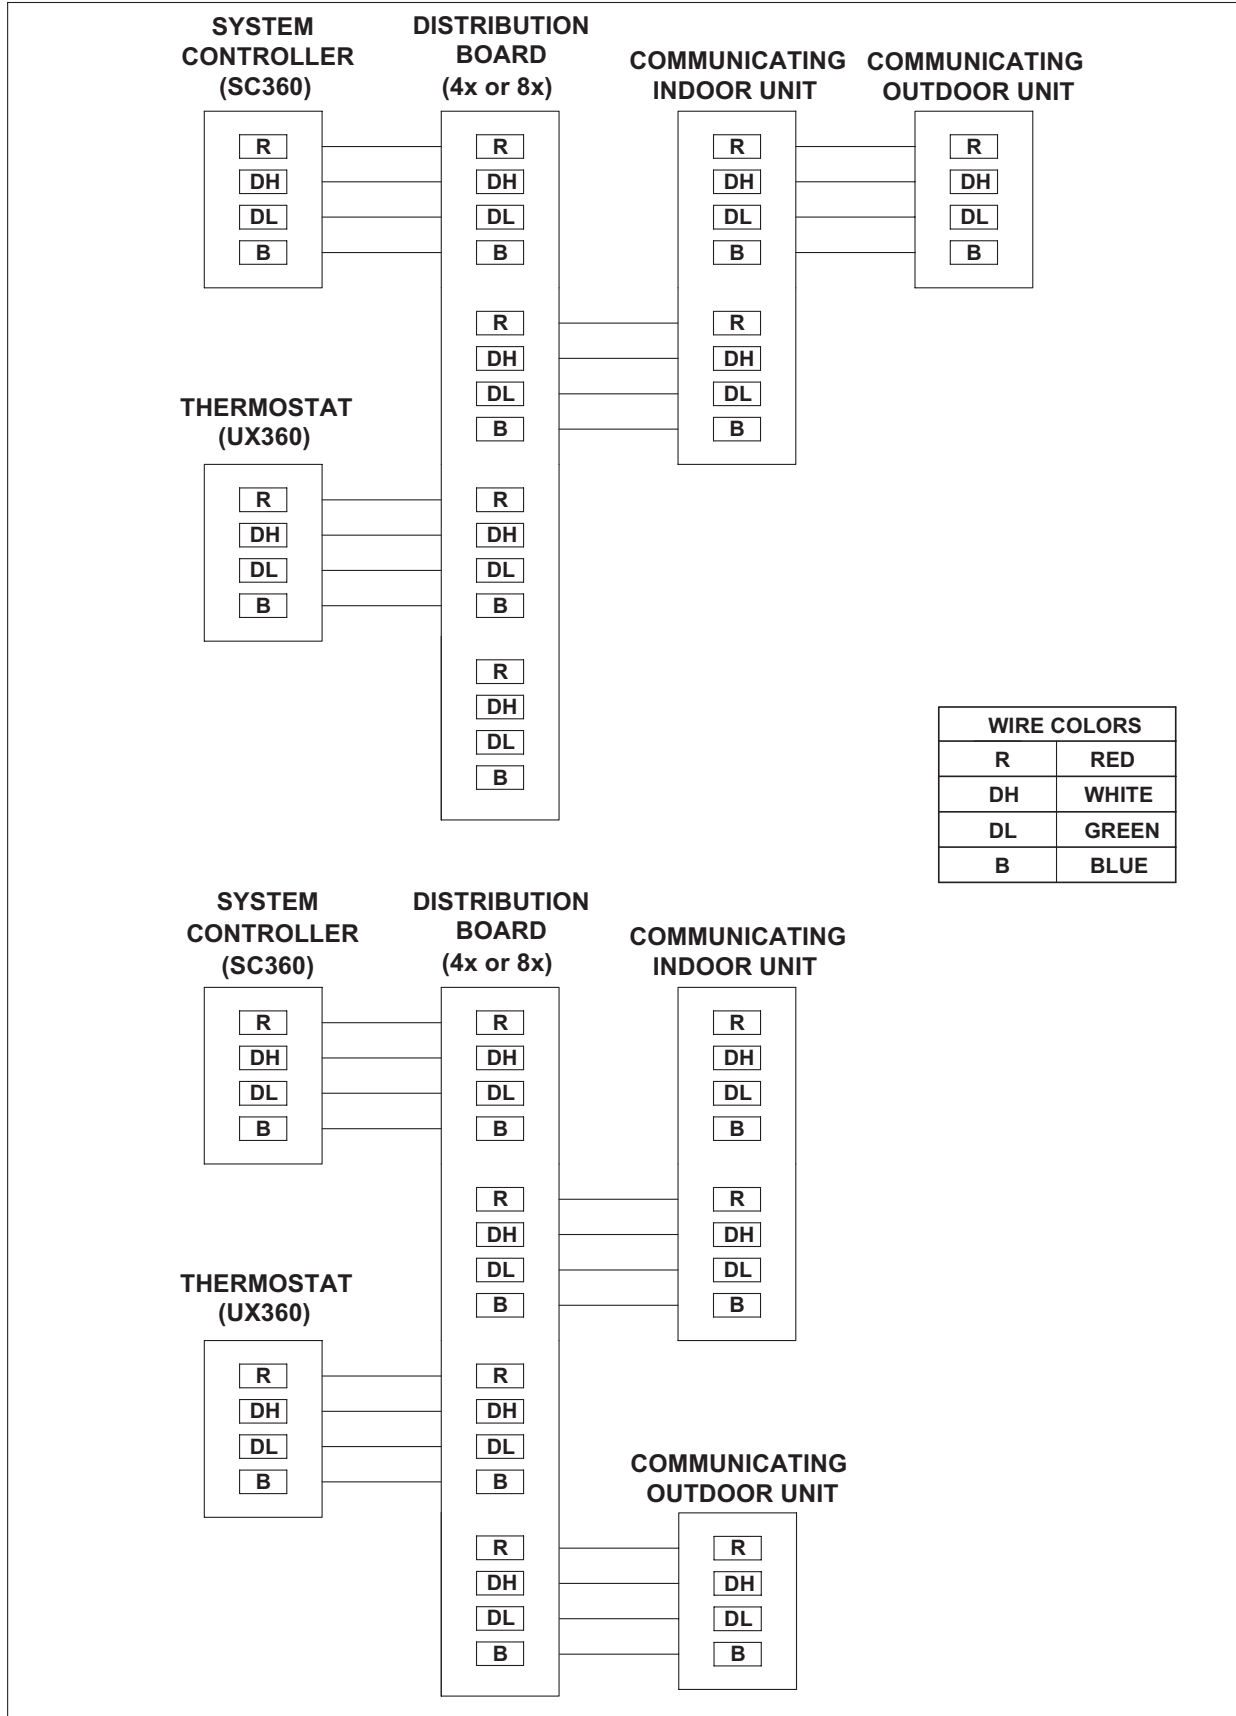 SYSTEM
CONTROLLER
(SC360)
DISTRIBUTION
BOARD
(4x or 8x)
COMMUNICATING
INDOOR UNIT
COMMUNICATING
OUTDOOR UNIT
R R R R
DH DH DH DH
DL DL DL DL
B B B B
R R
DH DH
DL DL
B B
THERMOSTAT
(UX360)
R R
DH DH
DL DL
B B
R
DH
DL
B
WIRE COLORS
R RED
DH WHITE
DL GREEN
B BLUE
SYSTEM
CONTROLLER
(SC360)
DISTRIBUTION
BOARD
(4x or 8x)
COMMUNICATING
INDOOR UNIT
R R R
DH DH DH
DL DL DL
B B B
R R
DH DH
DL DL
B B
THERMOSTAT
(UX360)
R R
DH DH
DL DL
B B
COMMUNICATING
OUTDOOR UNIT
R R
DH DH
DL DL
B B